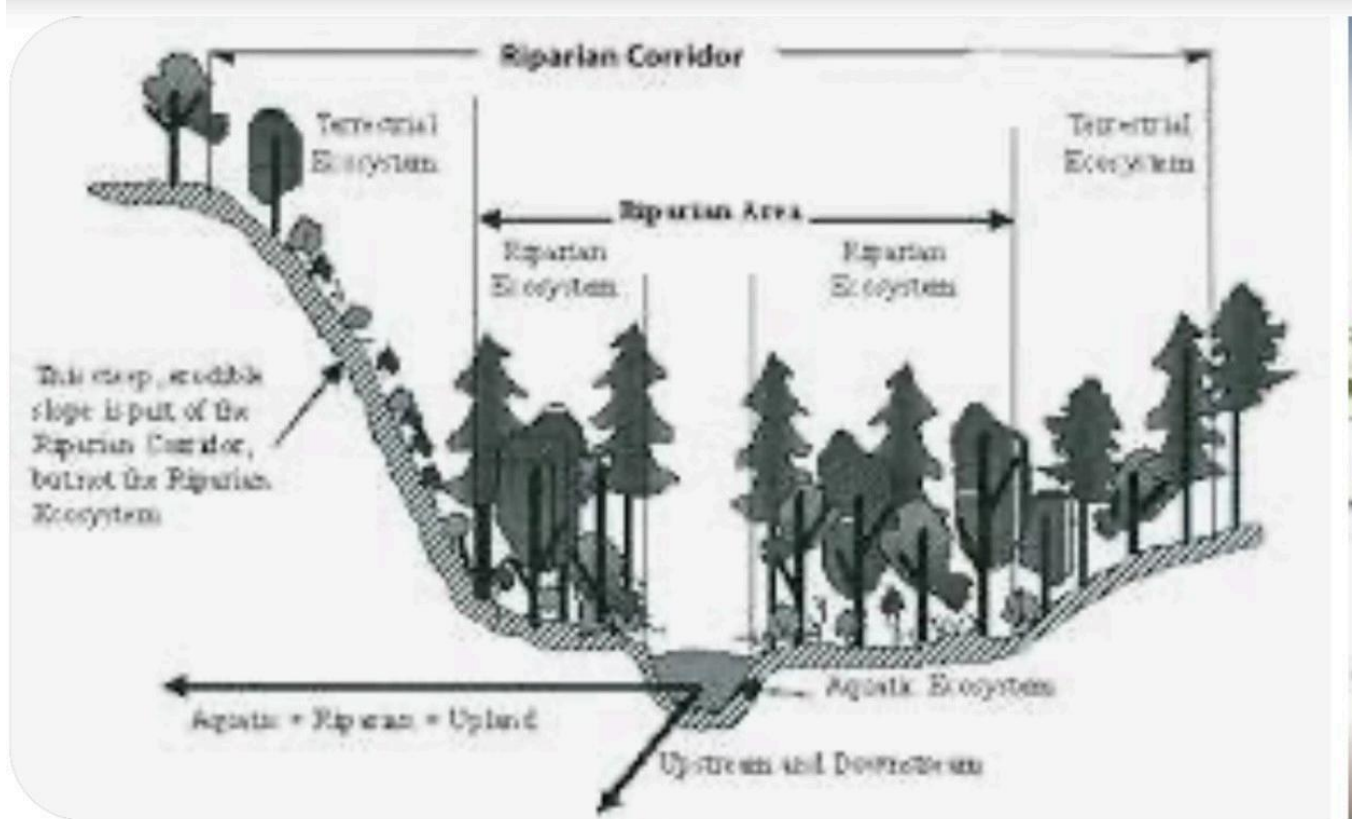 Riparian Corridor
Terrestrial
Ecosystem
Terrestrial
Ecosystem
Riparian Area
Riparian
Ecosystem
Riparian
Ecosystem
This steep, erodible
slope is part of the
Riparian Corridor,
but not the Riparian
Ecosystem
Aquatic Ecosystem
Aquatic + Riparian + Upland
Upstream and Downstream